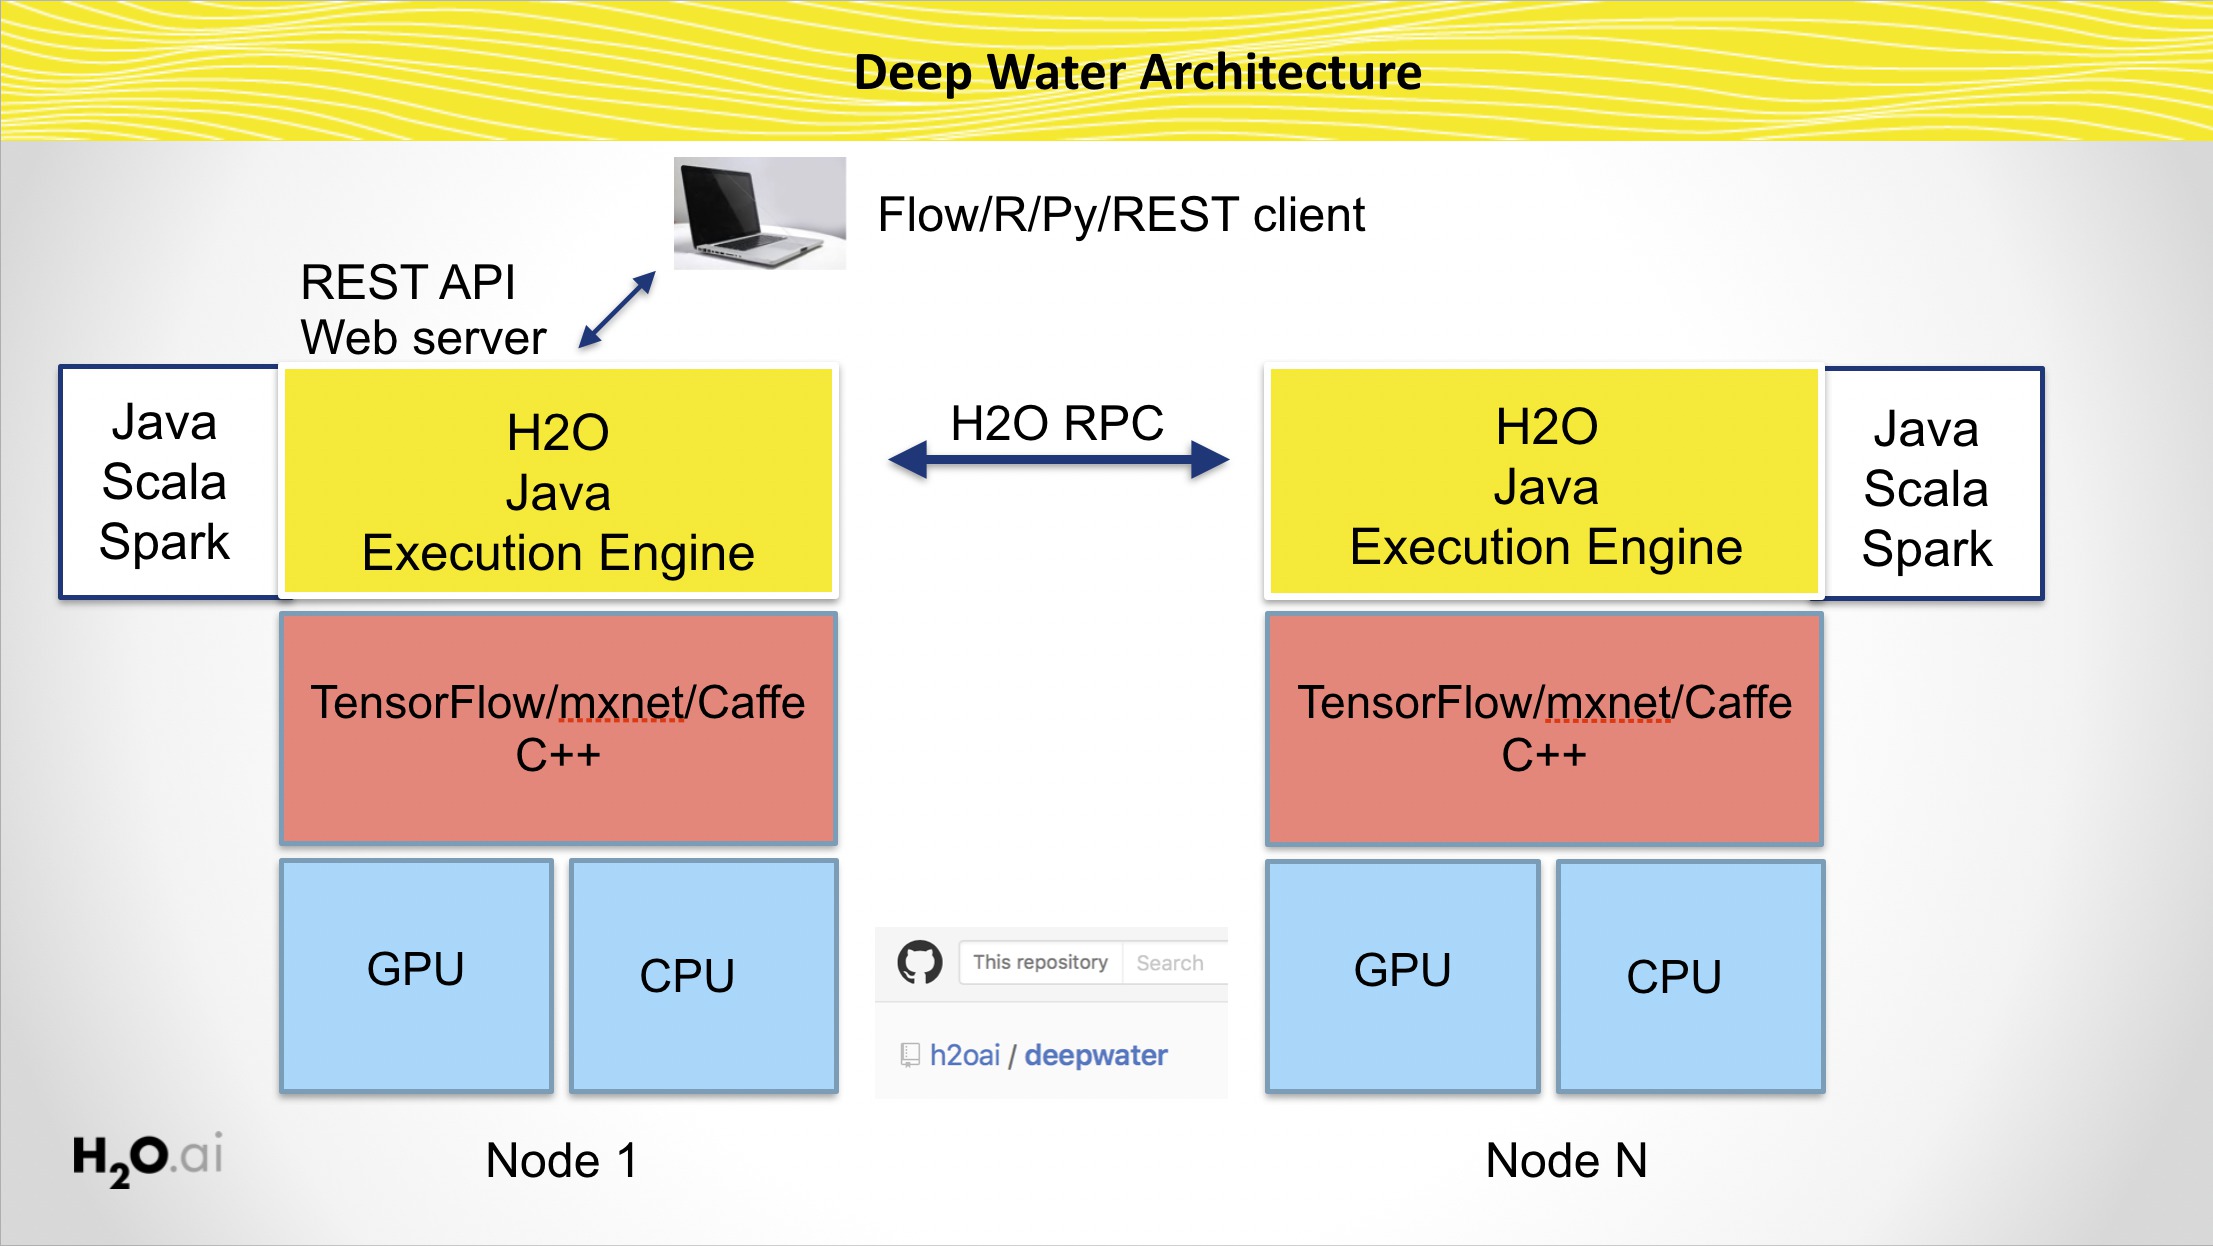 Deep Water Architecture
Flow/R/Py/REST client
REST API
Web server
Java
Scala
Spark
H2O
Java
Execution Engine
H2O RPC
H2O
Java
Execution Engine
Java
Scala
Spark
TensorFlow/mxnet/Caffe
C++
TensorFlow/mxnet/Caffe
C++
GPU
CPU
This repository Search
h2oai / deepwater
GPU
CPU
H2O.ai
Node 1
Node N